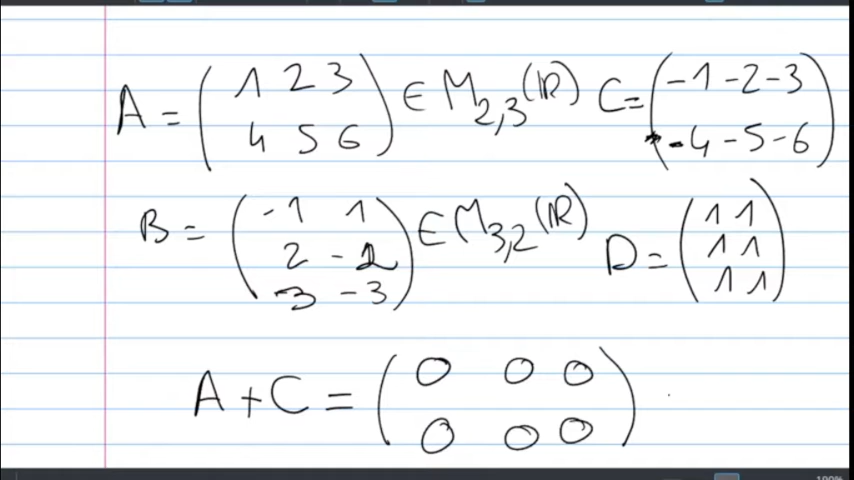 A = ( 1 2 3 ) ∈ M2,3(ℝ) C= ( -1 -2 -3 )
4 5 6 -4 -5 -6
B = ( -1 1 ) ∈ M3,2(ℝ) D = ( 1 1 )
2 -2 1 1
3 -3 1 1
A + C = ( 0 0 0 )
0 0 0